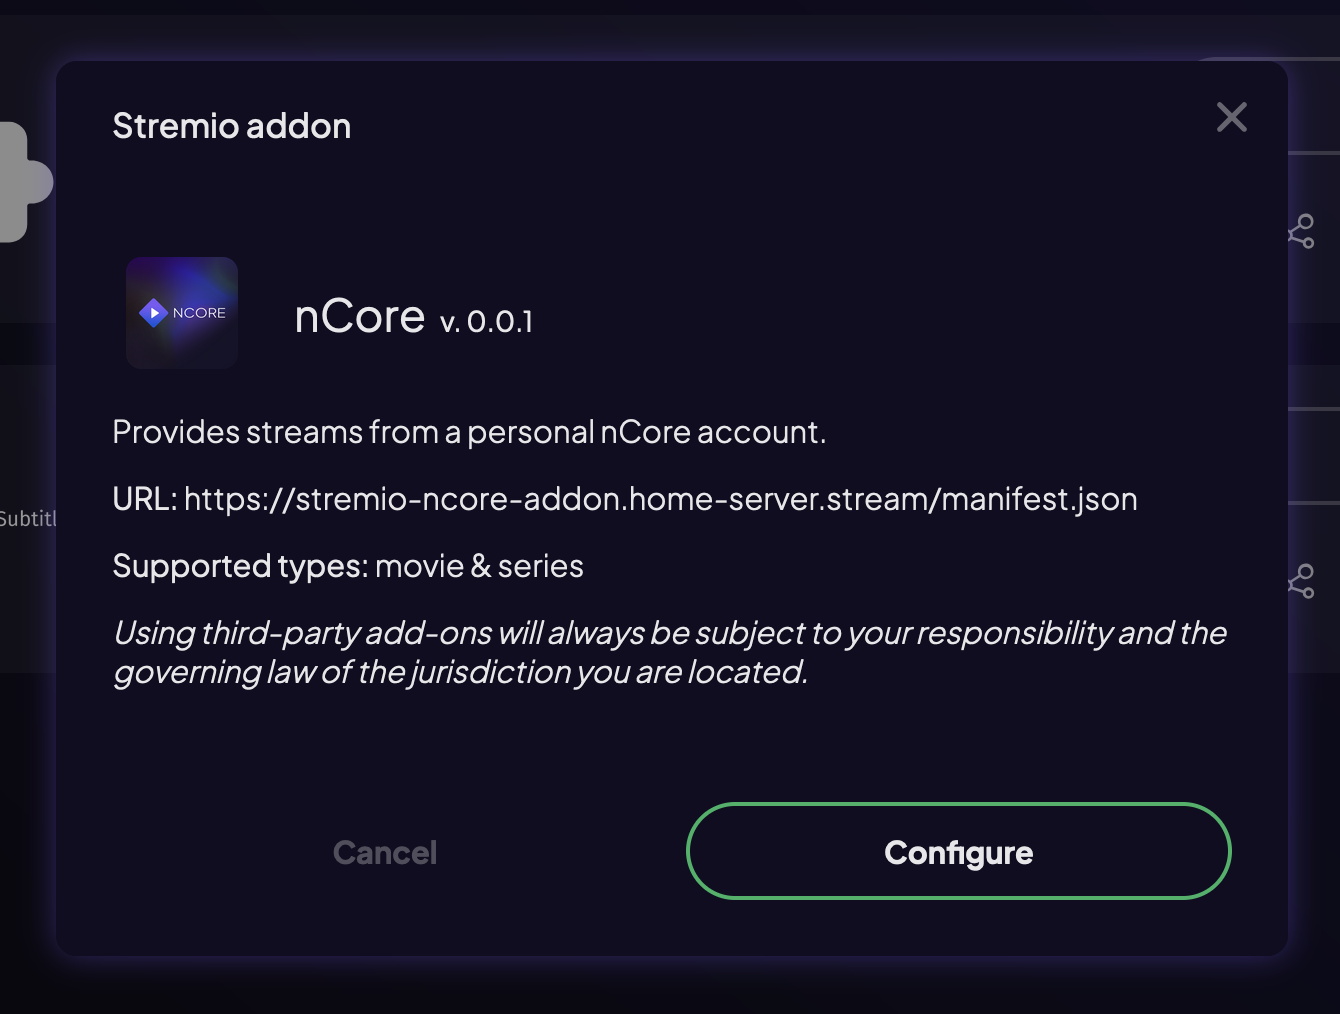 Stremio addon
NCORE
nCore v. 0.0.1
Provides streams from a personal nCore account.
URL: https://stremio-ncore-addon.home-server.stream/manifest.json
Subtitl
Supported types: movie & series
Using third-party add-ons will always be subject to your responsibility and the
governing law of the jurisdiction you are located.
Cancel
Configure